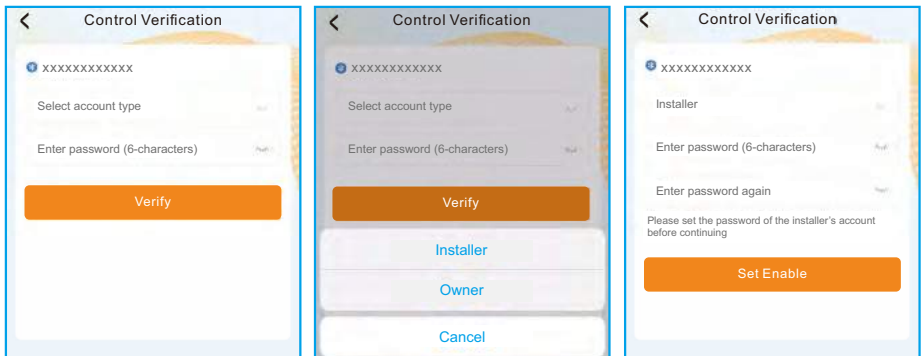 Control Verification
xxxxxxxxxxxx
Select account type
Enter password (6-characters)
Verify
Control Verification
xxxxxxxxxxxx
Select account type
Enter password (6-characters)
Verify
Installer
Owner
Cancel
Control Verification
xxxxxxxxxxxx
Installer
Enter password (6-characters)
Enter password again
Please set the password of the installer's account
before continuing
Set Enable